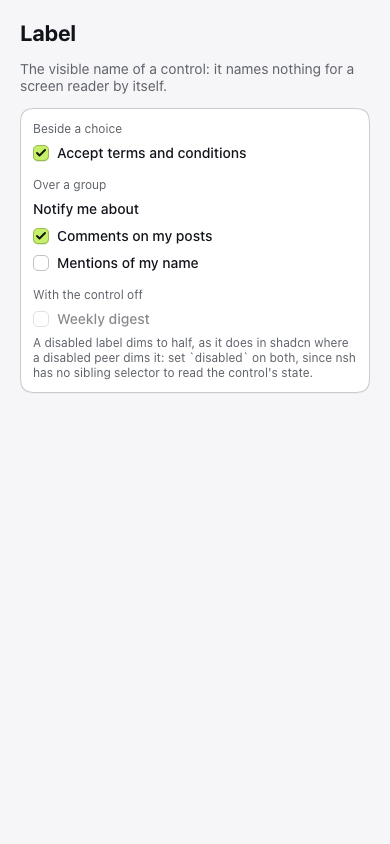 Label
The visible name of a control: it names nothing for a
screen reader by itself.
Beside a choice
Accept terms and conditions
Over a group
Notify me about
Comments on my posts
Mentions of my name
With the control off
Weekly digest
A disabled label dims to half, as it does in shadcn where
a disabled peer dims it: set `disabled` on both, since nsh
has no sibling selector to read the control's state.